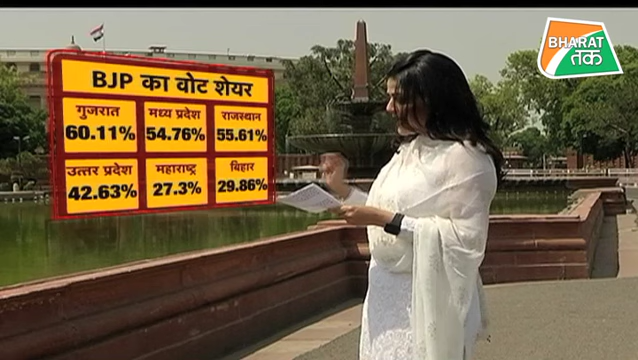 BHARAT
तक
BJP का वोट शेयर
गुजरात मध्य प्रदेश राजस्थान
60.11% 54.76% 55.61%
उत्तर प्रदेश महाराष्ट्र बिहार
42.63% 27.3% 29.86%